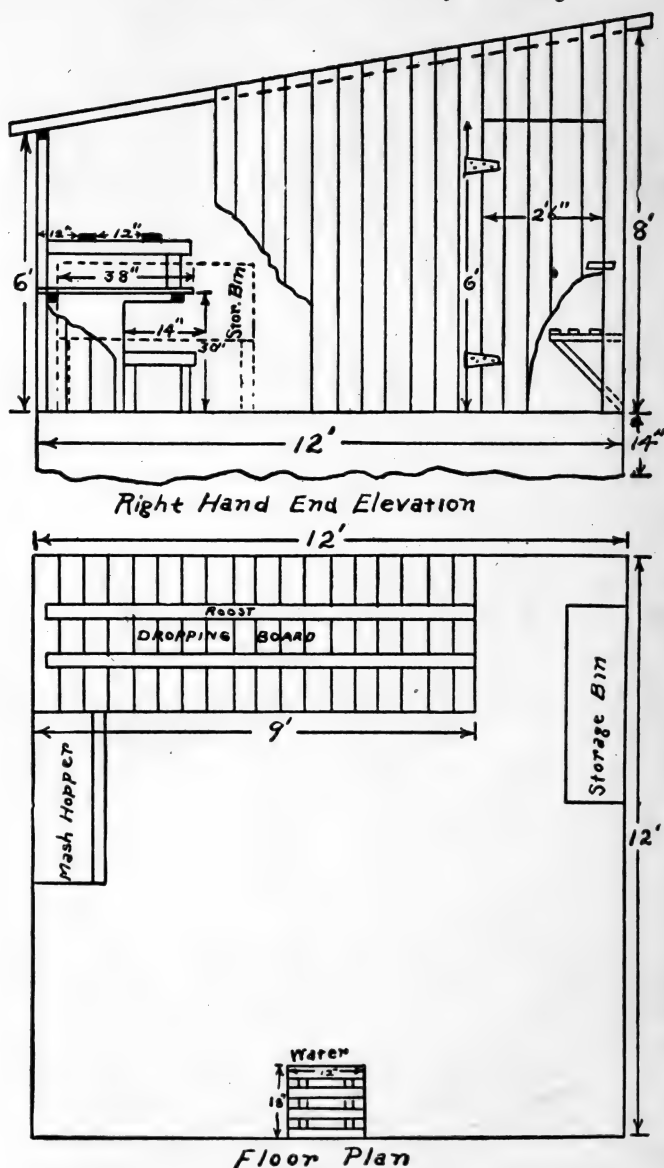 8'
6'
12"
12"
2'6"
38"
Stor. Bin
6'
14"
30"
12'
14"
Right Hand End Elevation
12'
ROOST
DROPPING BOARD
9'
Mash Hopper
Storage Bin
12'
Water
12"
18"
Floor Plan